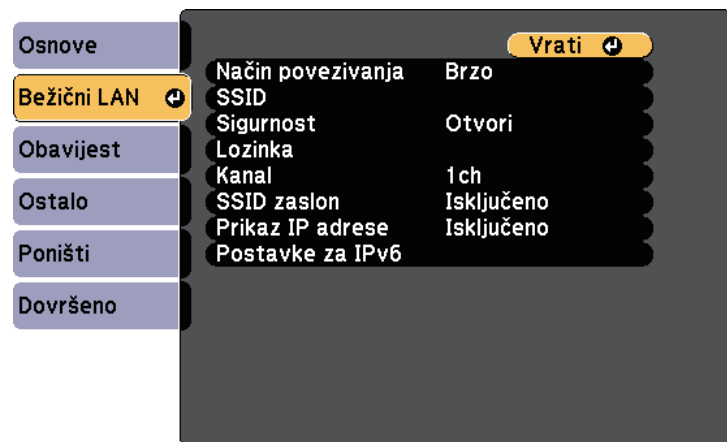 Osnove
Bežični LAN
Obavijest
Ostalo
Poništi
Dovršeno
Vrati
Način povezivanja Brzo
SSID
Sigurnost Otvori
Lozinka
Kanal 1ch
SSID zaslon Isključeno
Prikaz IP adrese Isključeno
Postavke za IPv6